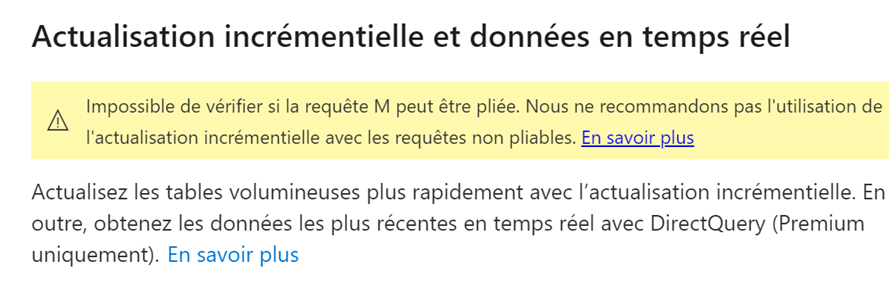 Actualisation incrémentielle et données en temps réel
Impossible de vérifier si la requête M peut être pliée. Nous ne recommandons pas l'utilisation de
l'actualisation incrémentielle avec les requêtes non pliables. En savoir plus
Actualisez les tables volumineuses plus rapidement avec l’actualisation incrémentielle. En
outre, obtenez les données les plus récentes en temps réel avec DirectQuery (Premium
uniquement). En savoir plus